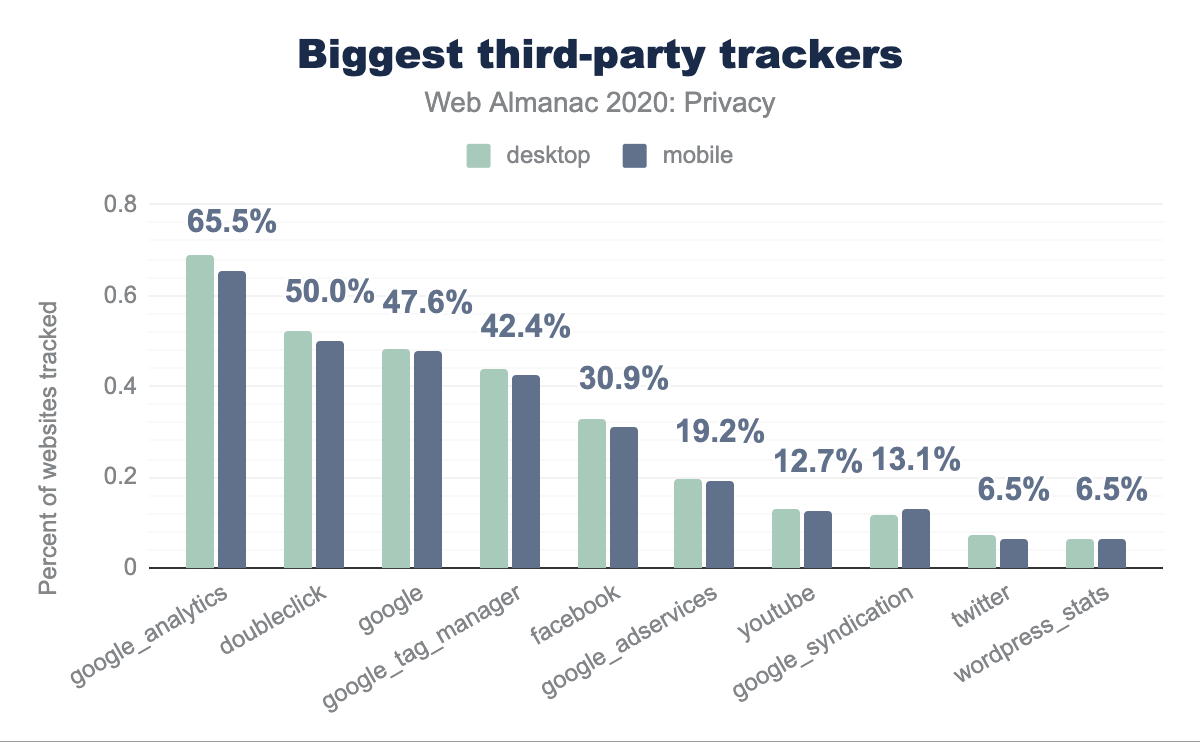 Biggest third-party trackers
Web Almanac 2020: Privacy
desktop
mobile
Percent of websites tracked
0.8
0.6
0.4
0.2
0
65.5%
50.0%
47.6%
42.4%
30.9%
19.2%
12.7%
13.1%
6.5%
6.5%
google_analytics
doubleclick
google
google_tag_manager
facebook
google_adservices
youtube
google_syndication
twitter
wordpress_stats